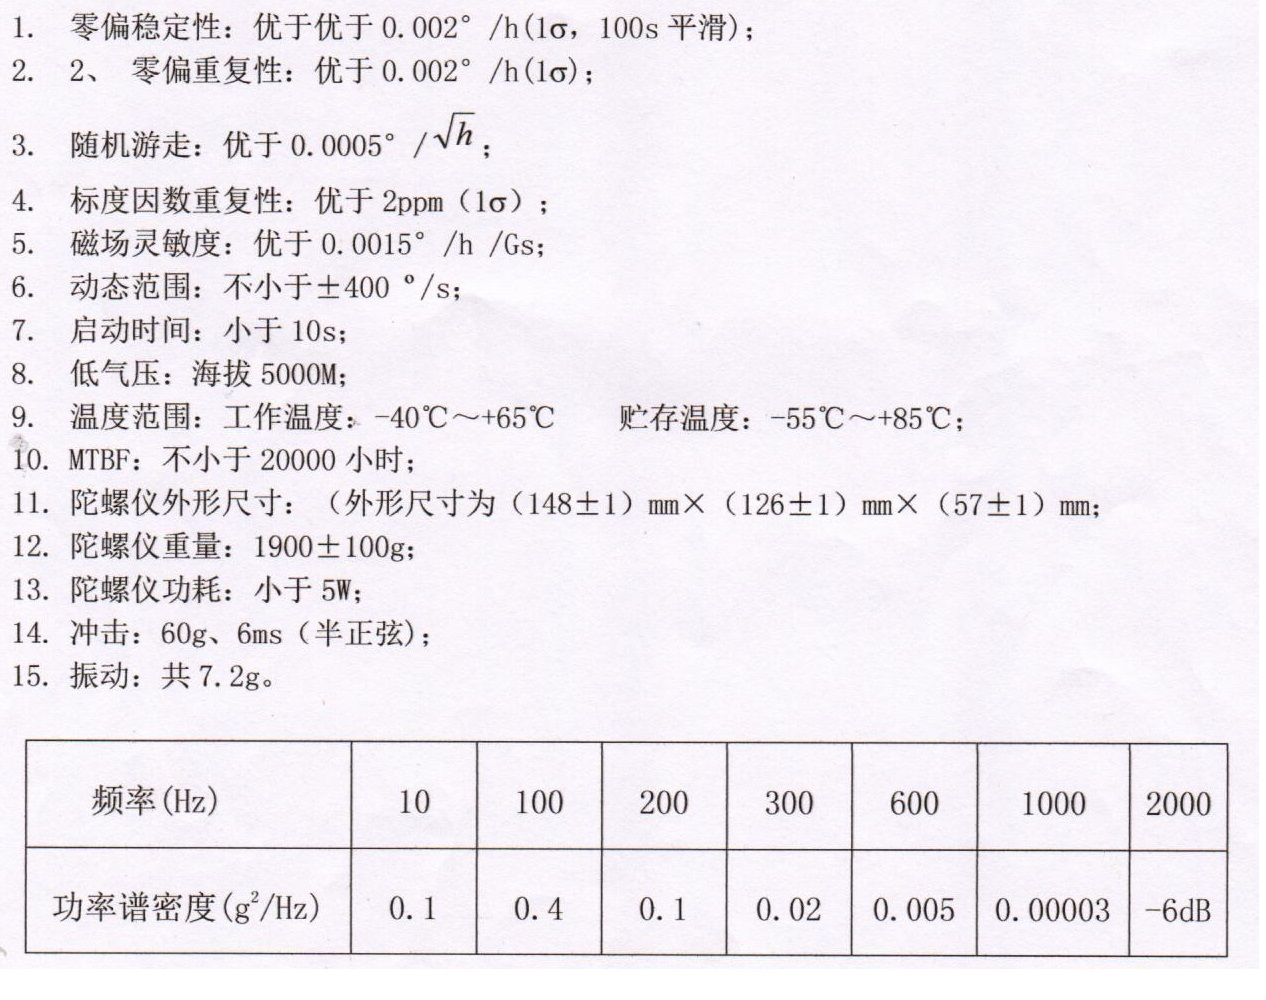 1. 零偏稳定性：优于优于 0.002° /h(1σ，100s 平滑)；
2. 2、 零偏重复性：优于 0.002° /h(1σ)；
3. 随机游走：优于 0.0005° /√h；
4. 标度因数重复性：优于 2ppm（1σ）；
5. 磁场灵敏度：优于 0.0015° /h /Gs;
6. 动态范围：不小于±400 º/s;
7. 启动时间：小于 10s;
8. 低气压：海拔 5000M;
9. 温度范围：工作温度：-40℃～+65℃ 贮存温度：-55℃～+85℃；
10. MTBF：不小于 20000 小时；
11. 陀螺仪外形尺寸：（外形尺寸为（148±1）mm×（126±1）mm×（57±1）mm;
12. 陀螺仪重量：1900±100g;
13. 陀螺仪功耗：小于 5W;
14. 冲击：60g、6ms（半正弦)；
15. 振动：共 7.2g。
频率(Hz) 10 100 200 300 600 1000 2000
功率谱密度(g²/Hz) 0.1 0.4 0.1 0.02 0.005 0.00003 -6dB